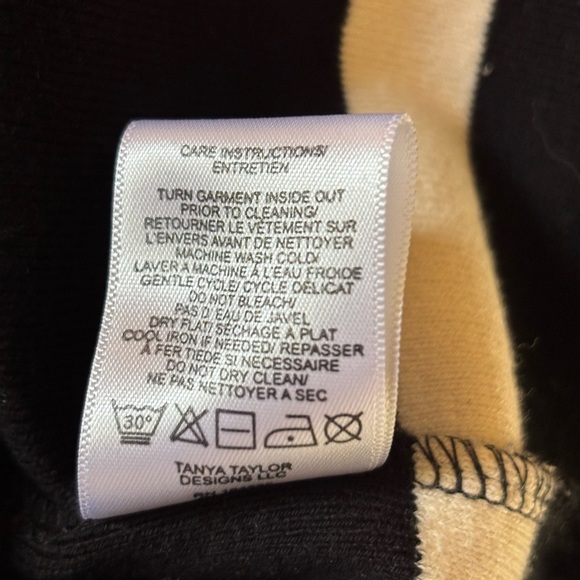 CARE INSTRUCTIONS/
ENTRETIEN
TURN GARMENT INSIDE OUT
PRIOR TO CLEANING/
RETOURNER LE VÊTEMENT SUR
L'ENVERS AVANT DE NETTOYER
MACHINE WASH COLD/
LAVER À MACHINE À L'EAU FROIDE
GENTLE CYCLE/ CYCLE DÉLICAT
DO NOT BLEACH/
PAS D'EAU DE JAVEL
DRY FLAT/ SÉCHAGE À PLAT
COOL IRON IF NEEDED/ REPASSER
À FER TIEDE SI NECESSAIRE
DO NOT DRY CLEAN/
NE PAS NETTOYER A SEC
30°
TANYA TAYLOR
DESIGNS LLC